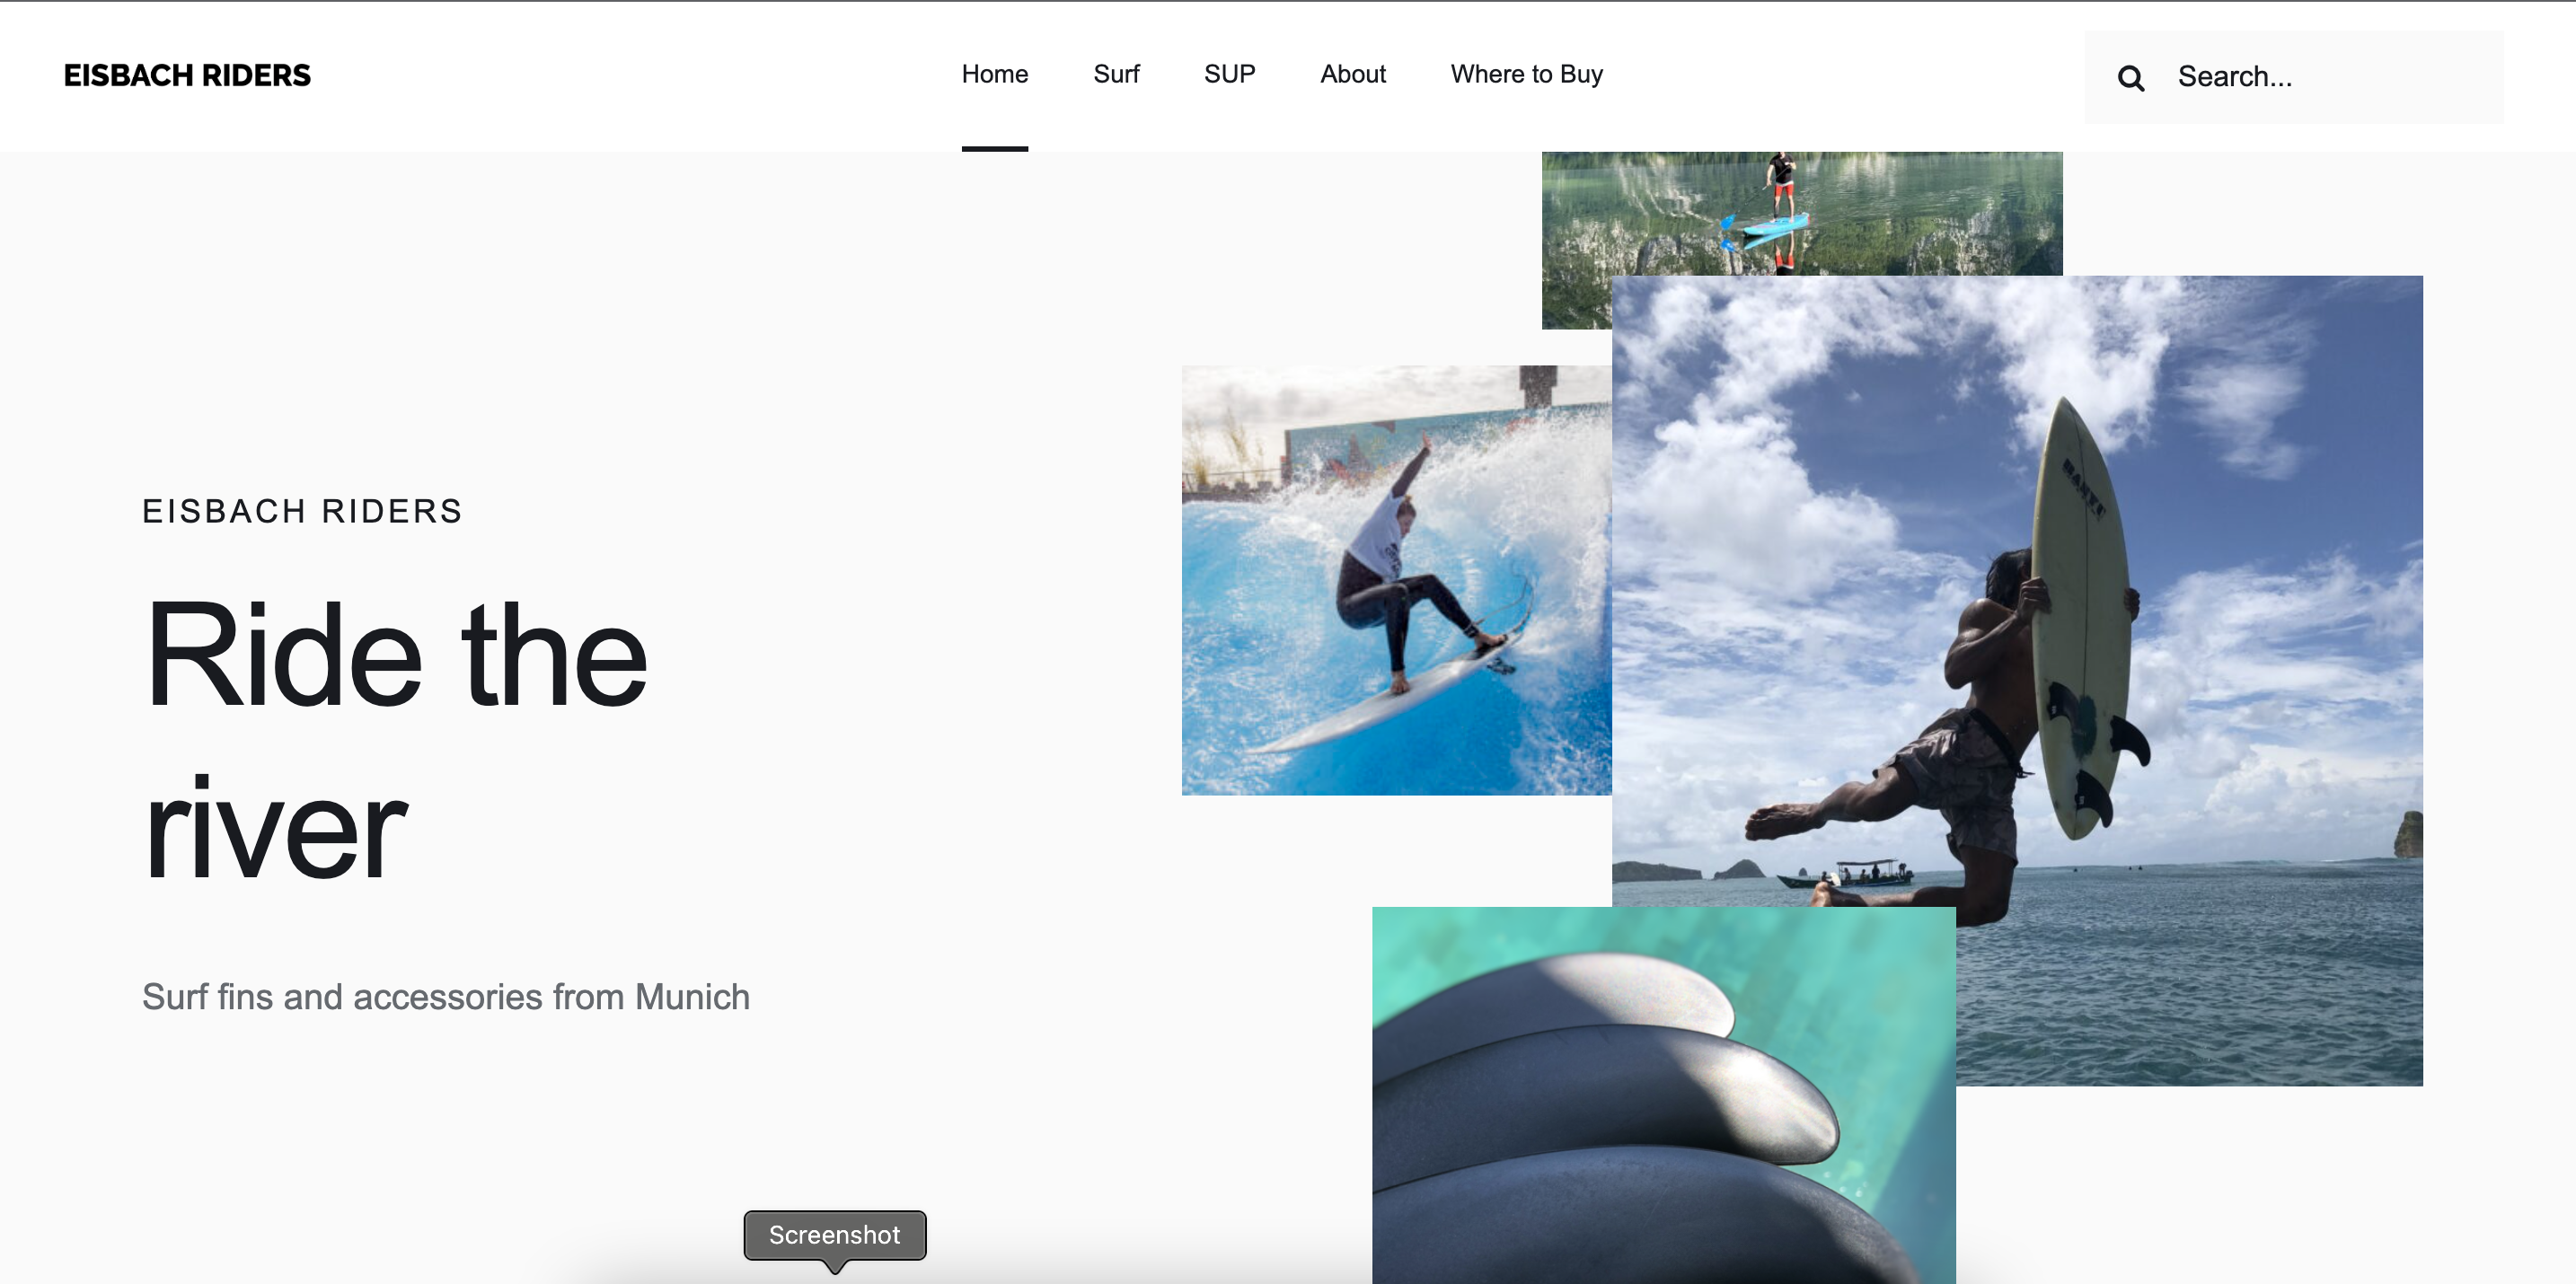 EISBACH RIDERS
Home
Surf
SUP
About
Where to Buy
Search...
EISBACH RIDERS
Ride the
river
Surf fins and accessories from Munich
Screenshot